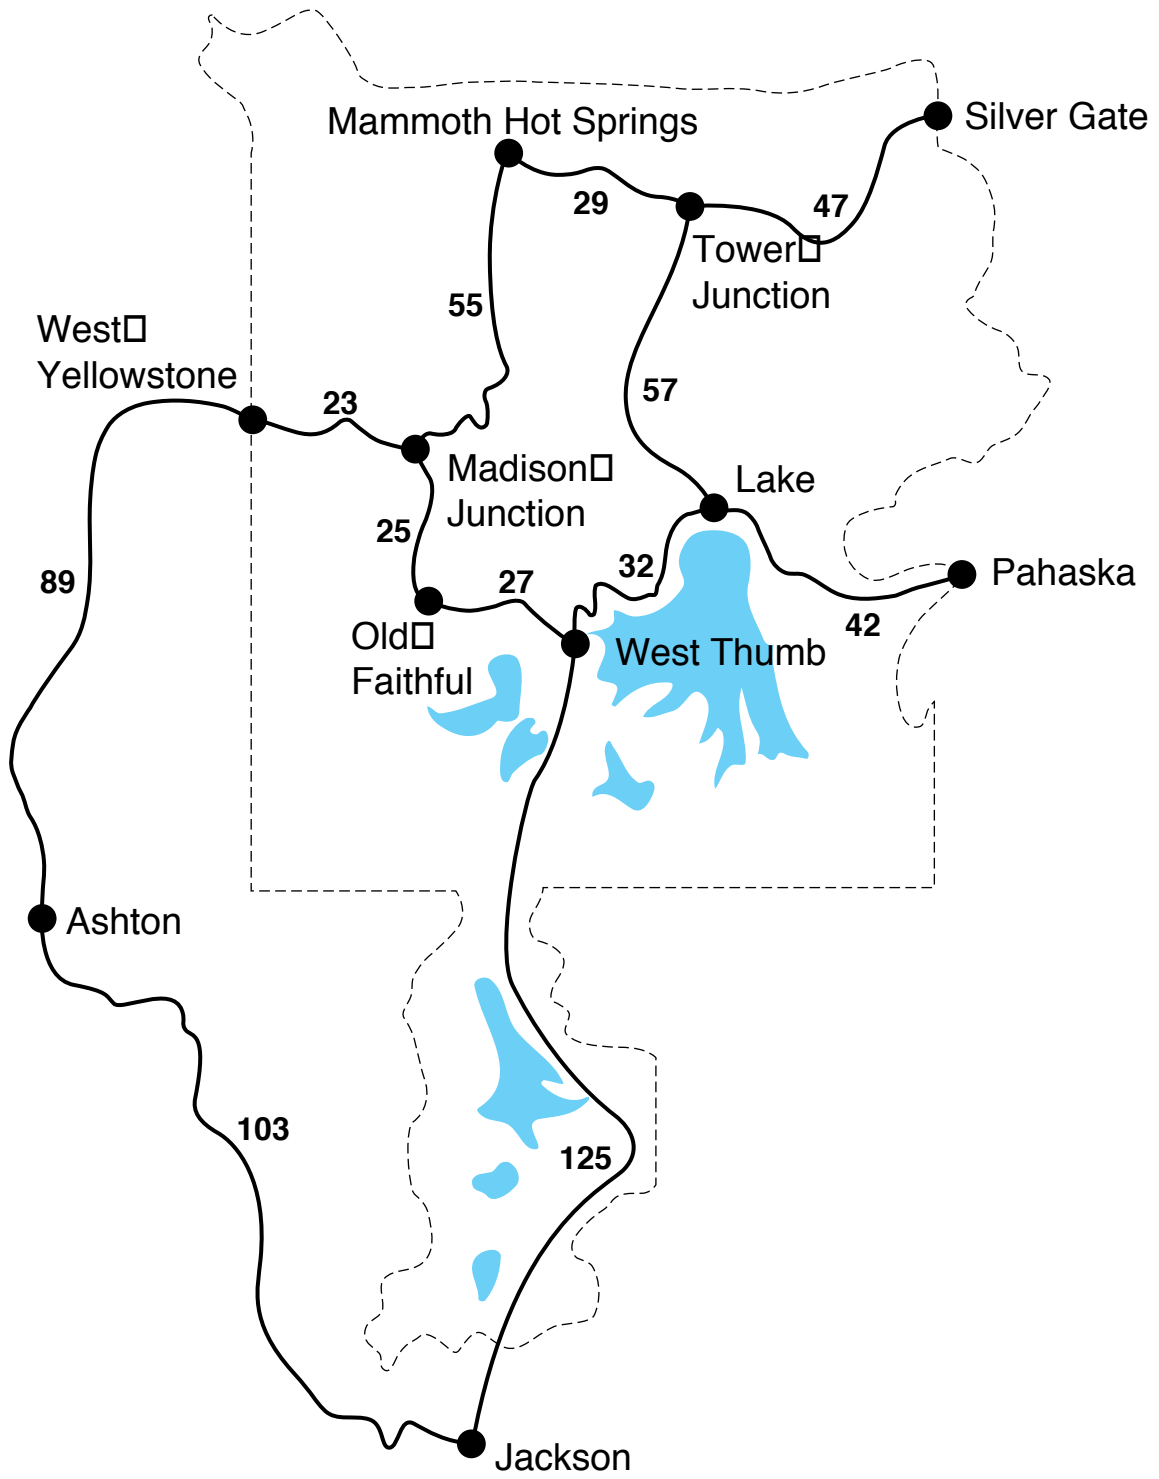 Mammoth Hot Springs
Silver Gate
29
47
Tower
Junction
55
West
Yellowstone
57
23
Madison
Junction
Lake
25
32
27
89
Pahaska
42
Old
Faithful
West Thumb
Ashton
103
125
Jackson